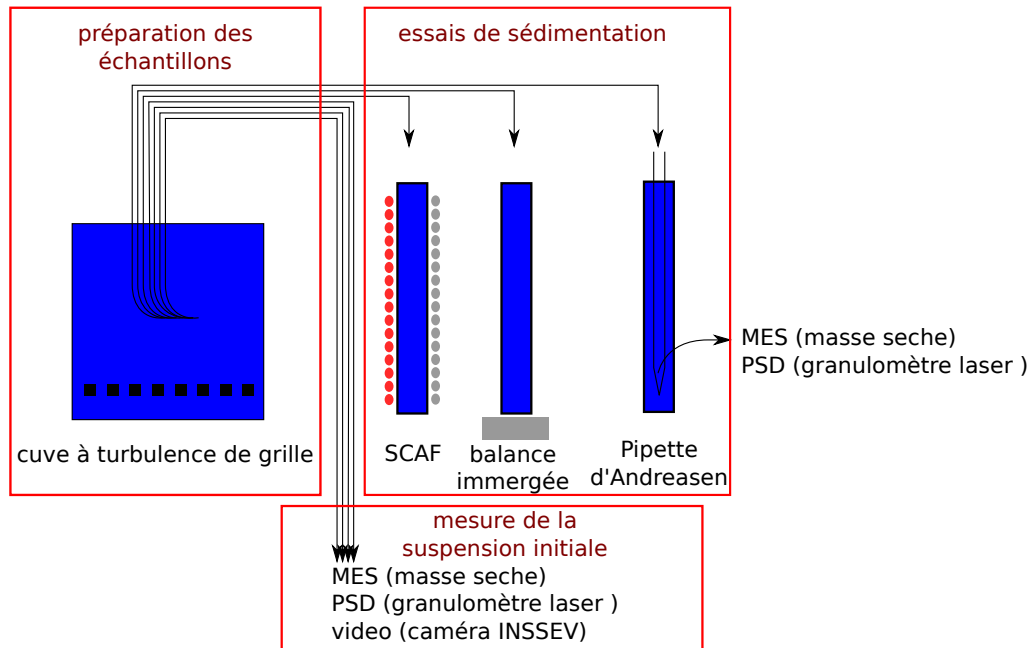 préparation des
échantillons
essais de sédimentation
cuve à turbulence de grille
SCAF
balance
immergée
Pipette
d'Andreasen
MES (masse seche)
PSD (granulomètre laser )
mesure de la
suspension initiale
MES (masse seche)
PSD (granulomètre laser )
video (caméra INSSEV)